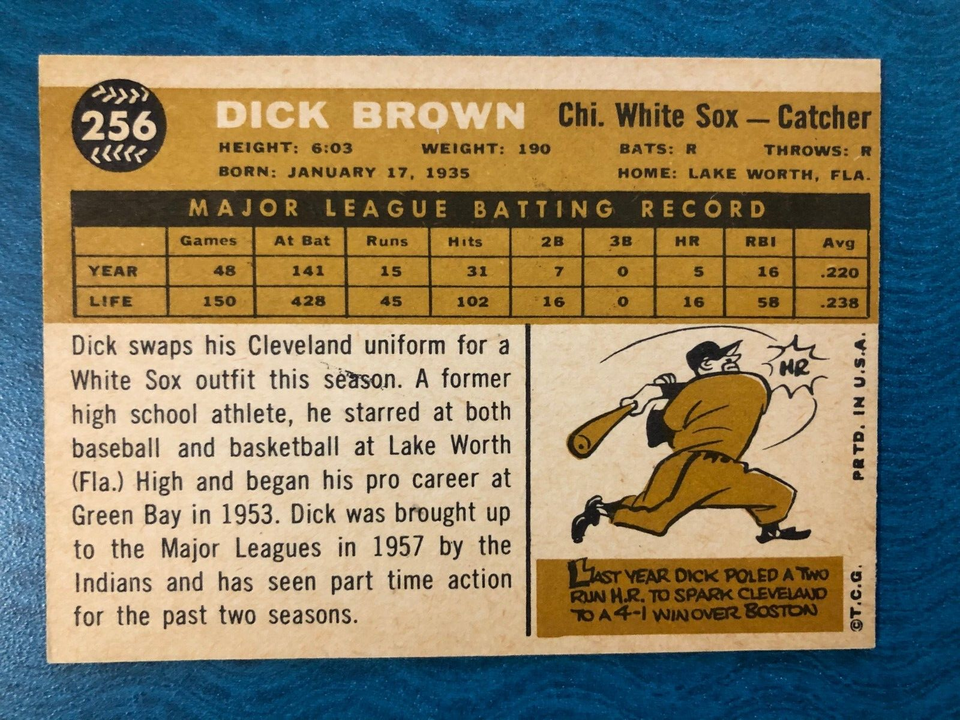 256
DICK BROWN Chi. White Sox — Catcher
HEIGHT: 6:03 WEIGHT: 190 BATS: R THROWS: R
BORN: JANUARY 17, 1935 HOME: LAKE WORTH, FLA.
MAJOR LEAGUE BATTING RECORD
Games At Bat Runs Hits 2B 3B HR RBI Avg
YEAR 48 141 15 31 7 0 5 16 .220
LIFE 150 428 45 102 16 0 16 58 .238
Dick swaps his Cleveland uniform for a
White Sox outfit this season. A former
high school athlete, he starred at both
baseball and basketball at Lake Worth
(Fla.) High and began his pro career at
Green Bay in 1953. Dick was brought up
to the Major Leagues in 1957 by the
Indians and has seen part time action
for the past two seasons.
HR
LAST YEAR DICK POLED A TWO
RUN H.R. TO SPARK CLEVELAND
TO A 4-1 WIN OVER BOSTON
©T.C.G. PRTD. IN U.S.A.